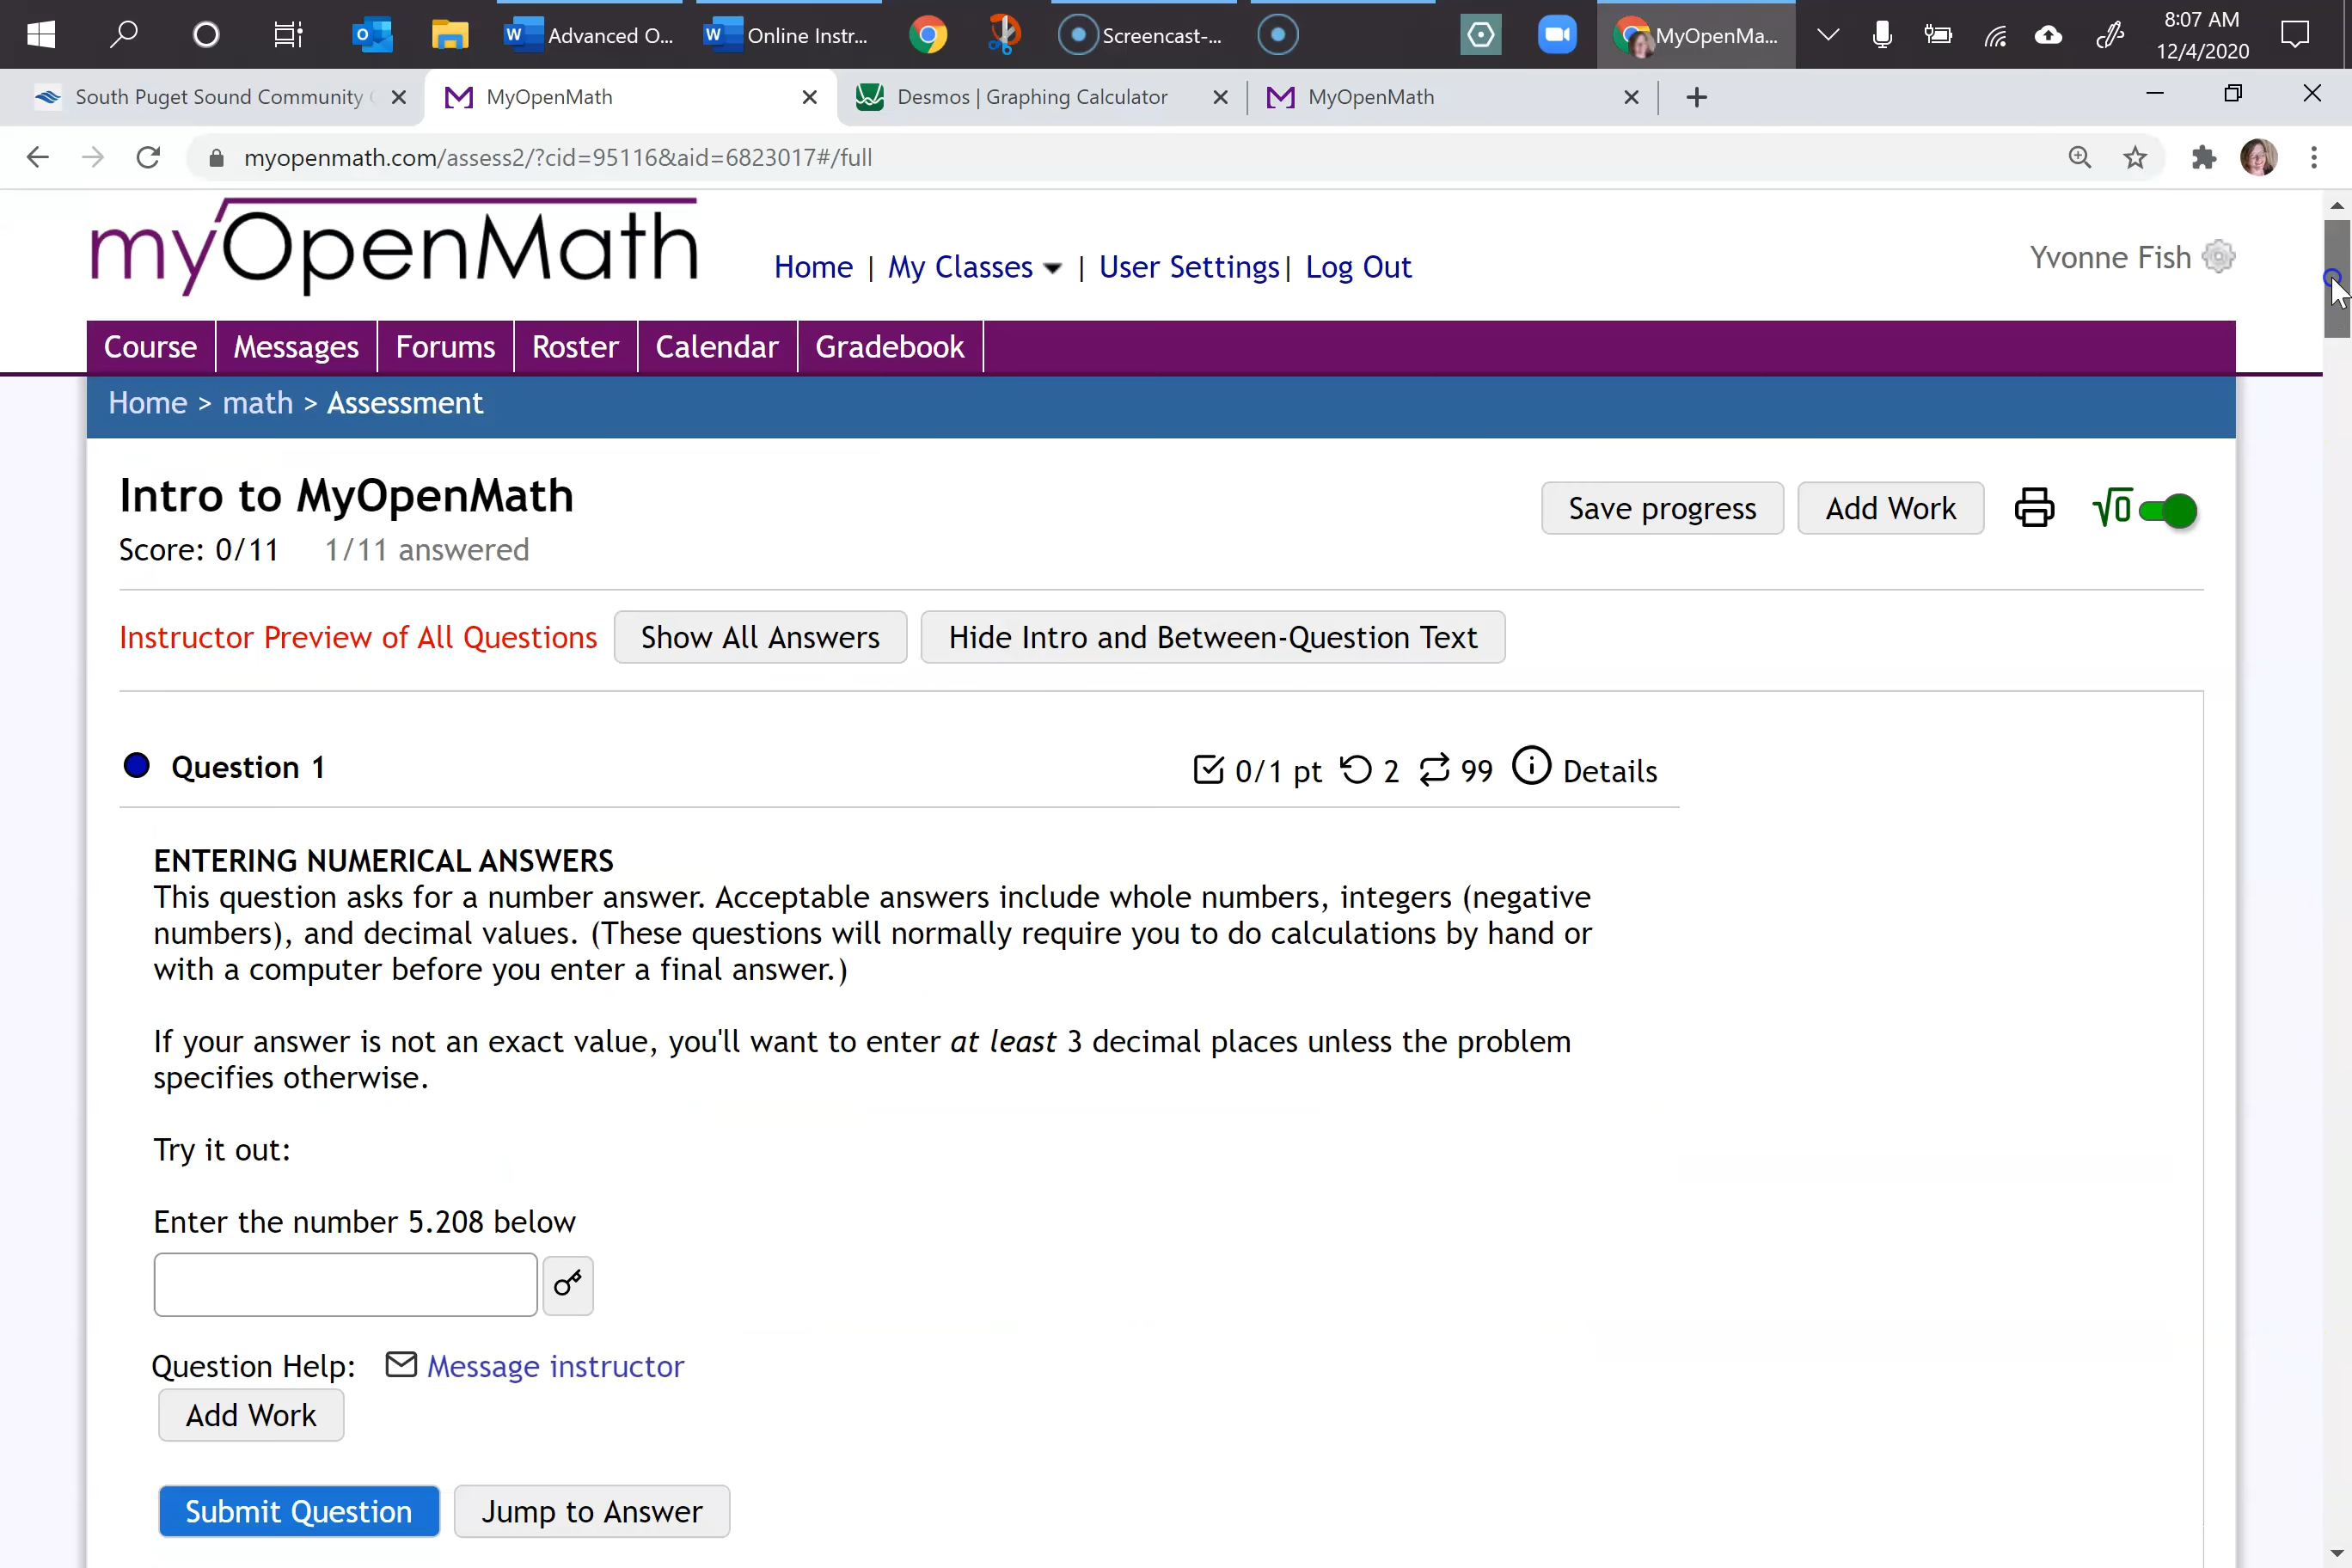 Advanced O...
Online Instr...
Screencast-...
MyOpenMa...
8:07 AM
12/4/2020
South Puget Sound Community
MyOpenMath
Desmos | Graphing Calculator
MyOpenMath
myopenmath.com/assess2/?cid=95116&aid=6823017#/full
myOpenMath
Home | My Classes | User Settings | Log Out
Yvonne Fish
Course Messages Forums Roster Calendar Gradebook
Home > math > Assessment
Intro to MyOpenMath
Save progress Add Work √0
Score: 0/11 1/11 answered
Instructor Preview of All Questions Show All Answers Hide Intro and Between-Question Text
Question 1
0/1 pt 2 99 Details
ENTERING NUMERICAL ANSWERS
This question asks for a number answer. Acceptable answers include whole numbers, integers (negative
numbers), and decimal values. (These questions will normally require you to do calculations by hand or
with a computer before you enter a final answer.)
If your answer is not an exact value, you'll want to enter at least 3 decimal places unless the problem
specifies otherwise.
Try it out:
Enter the number 5.208 below
Question Help: Message instructor
Add Work
Submit Question Jump to Answer